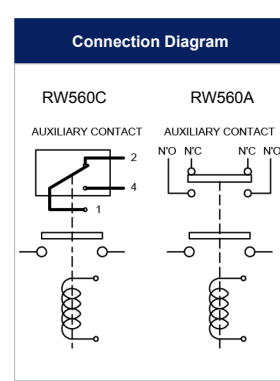 Connection Diagram
RW560C
RW560A
AUXILIARY CONTACT
AUXILIARY CONTACT
N'O N'C N'C N'O
2
4
1